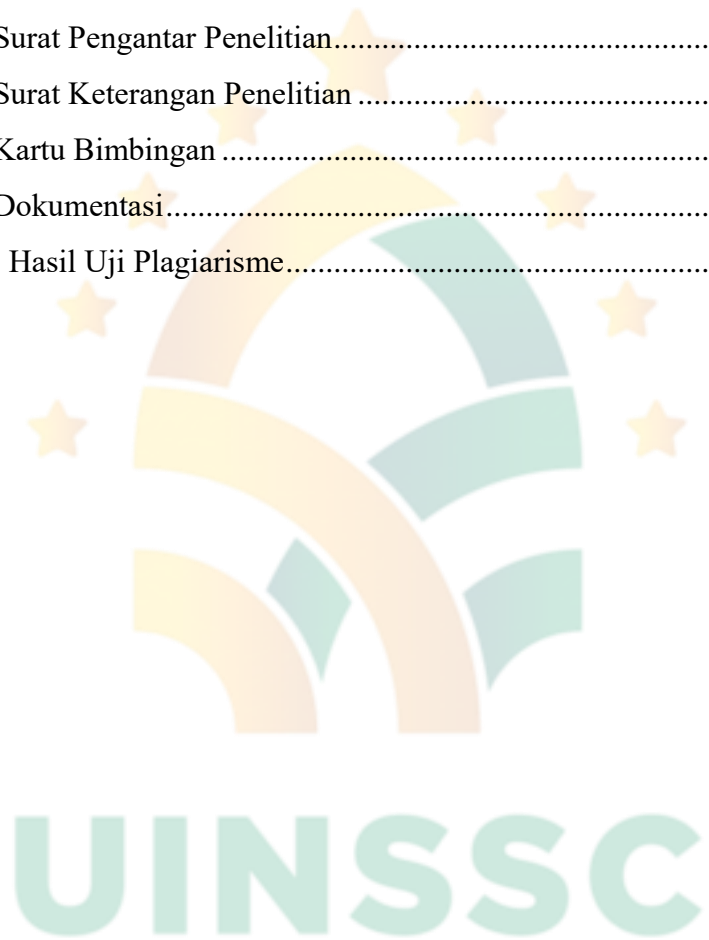 Surat Pengantar Penelitian....................................................
Surat Keterangan Penelitian ................................................
Kartu Bimbingan ..................................................................
Dokumentasi..........................................................................
Hasil Uji Plagiarisme..........................................................
UINSSC